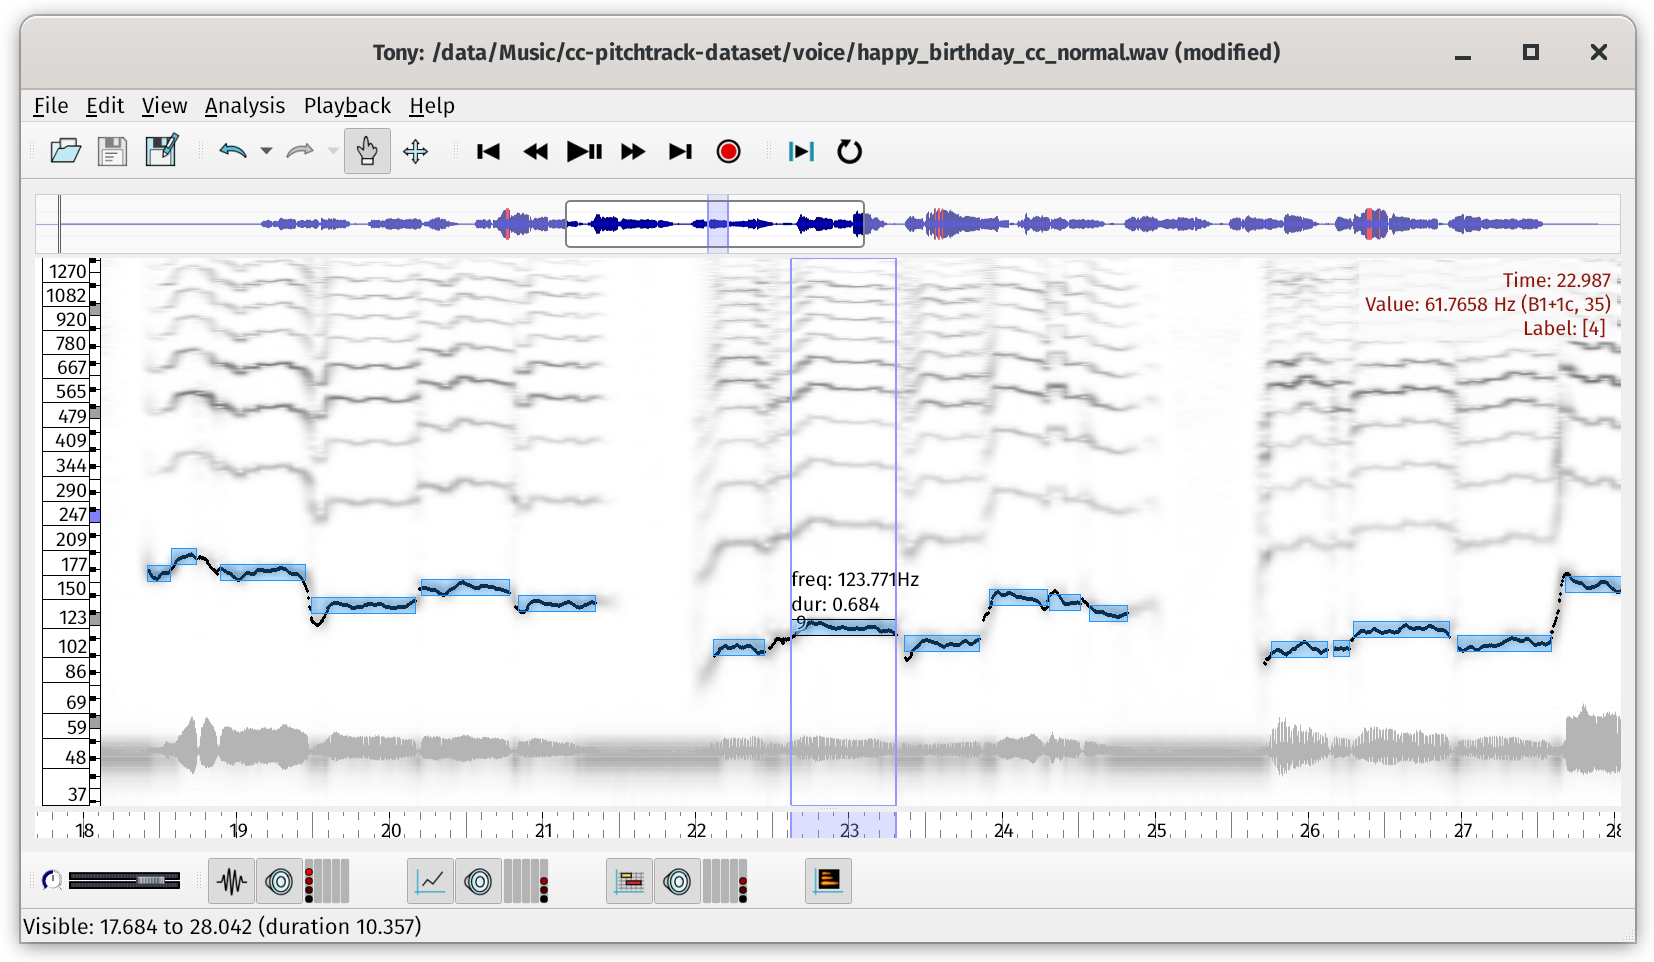 Tony: /data/Music/cc-pitchtrack-dataset/voice/happy_birthday_cc_normal.wav (modified)
File Edit View Analysis Playback Help
1270
1082
920
780
667
565
479
409
344
290
247
209
177
150
123
102
86
69
59
48
37
Time: 22.987
Value: 61.7658 Hz (B1+1c, 35)
Label: [4]
freq: 123.771Hz
dur: 0.684
9
18 19 20 21 22 23 24 25 26 27 28
Visible: 17.684 to 28.042 (duration 10.357)